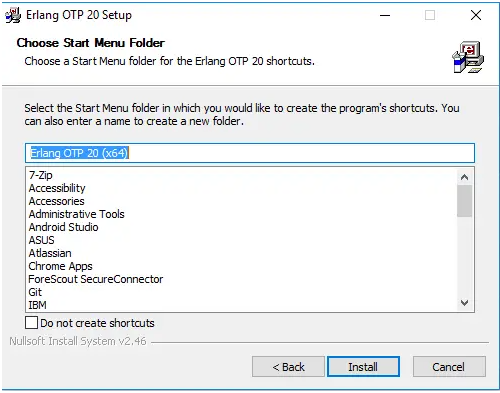 Erlang OTP 20 Setup
Choose Start Menu Folder
Choose a Start Menu folder for the Erlang OTP 20 shortcuts.
Select the Start Menu folder in which you would like to create the program's shortcuts. You
can also enter a name to create a new folder.
Erlang OTP 20 (x64)
7-Zip
Accessibility
Accessories
Administrative Tools
Android Studio
ASUS
Atlassian
Chrome Apps
ForeScout SecureConnector
Git
IBM
Do not create shortcuts
Nullsoft Install System v2.46
< Back
Install
Cancel